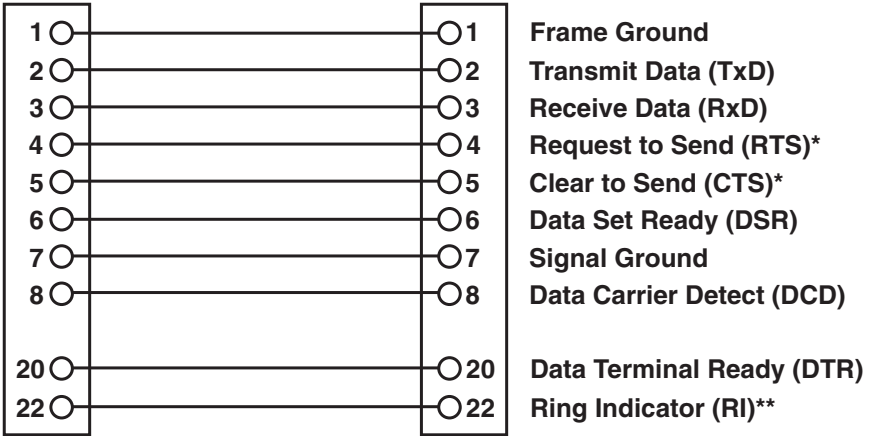 1 1 Frame Ground
2 2 Transmit Data (TxD)
3 3 Receive Data (RxD)
4 4 Request to Send (RTS)*
5 5 Clear to Send (CTS)*
6 6 Data Set Ready (DSR)
7 7 Signal Ground
8 8 Data Carrier Detect (DCD)
20 20 Data Terminal Ready (DTR)
22 22 Ring Indicator (RI)**